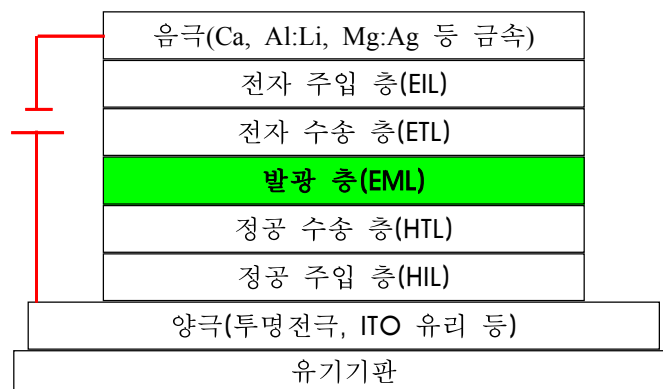 음극(Ca, Al:Li, Mg:Ag 등 금속)
전자 주입 층(EIL)
전자 수송 층(ETL)
발광 층(EML)
정공 수송 층(HTL)
정공 주입 층(HIL)
양극(투명전극, ITO 유리 등)
유기기판